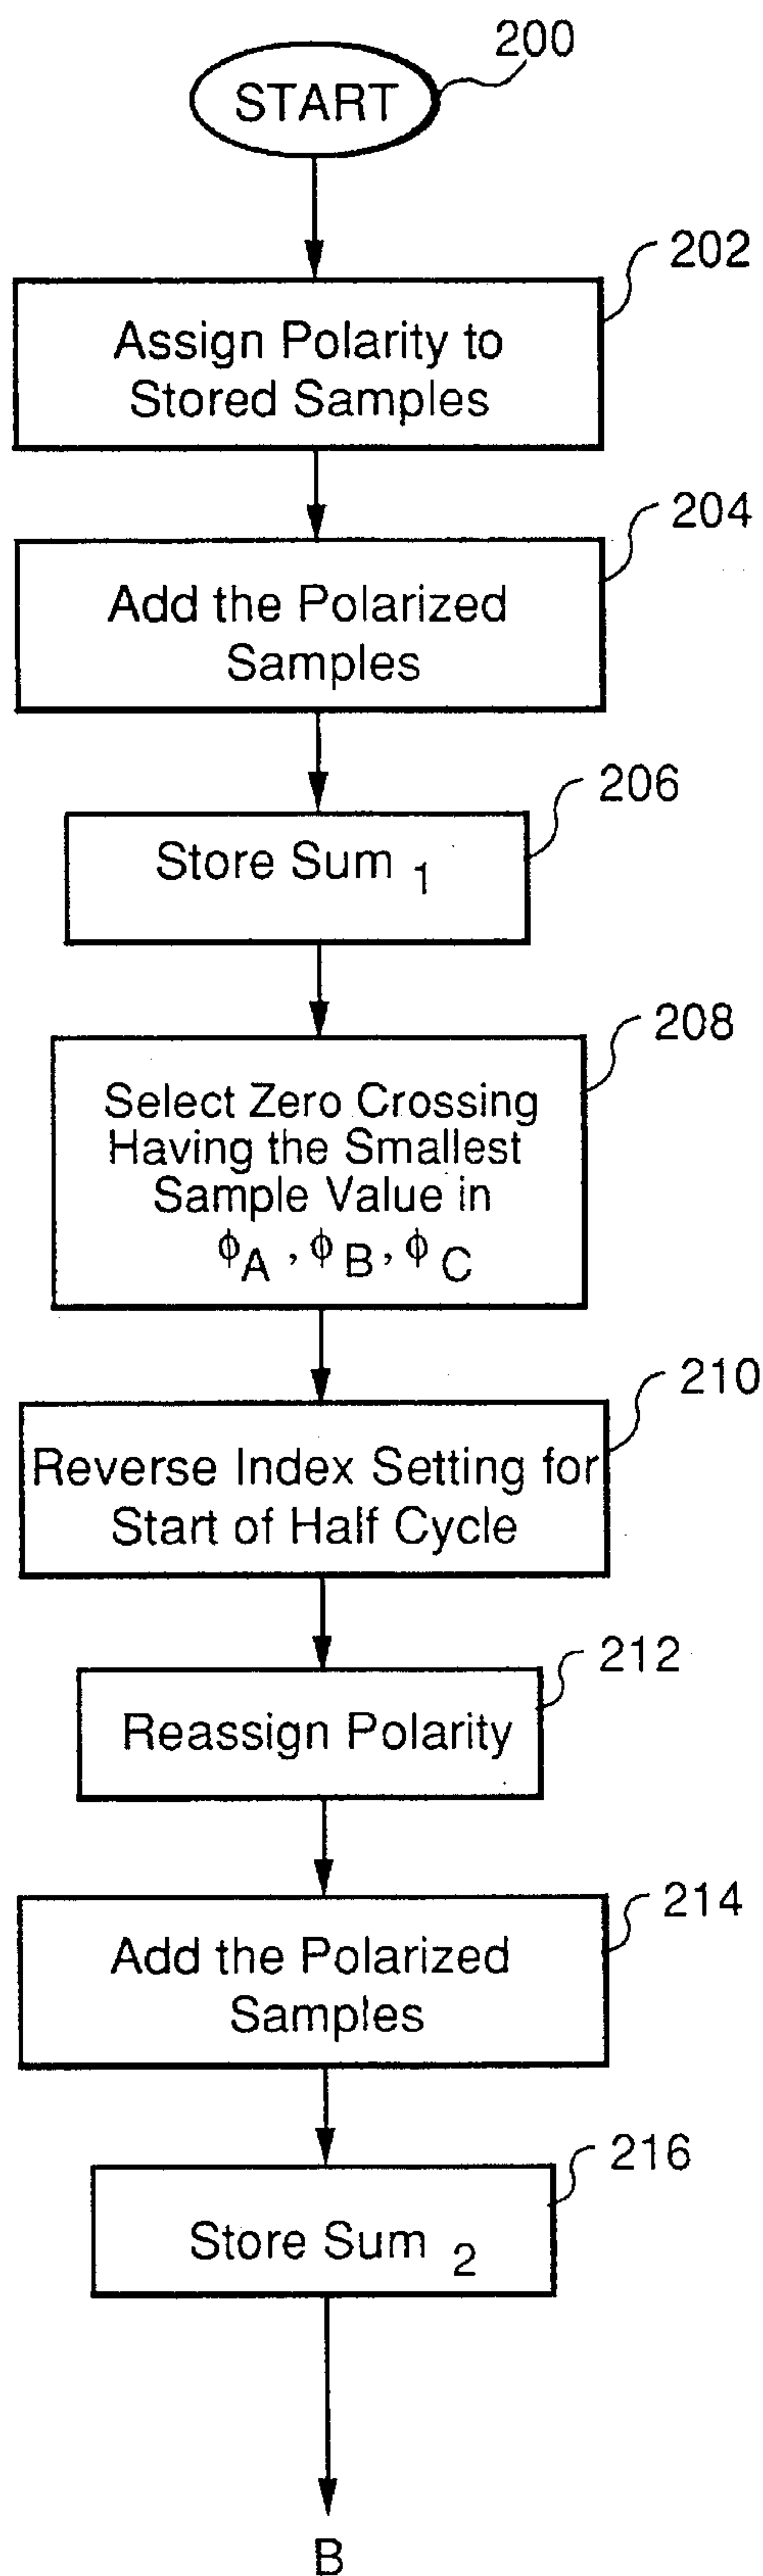 200
START
202
Assign Polarity to
Stored Samples
204
Add the Polarized
Samples
206
Store Sum 1
208
Select Zero Crossing
Having the Smallest
Sample Value in
ϕA , ϕB, ϕC
210
Reverse Index Setting for
Start of Half Cycle
212
Reassign Polarity
214
Add the Polarized
Samples
216
Store Sum 2
B